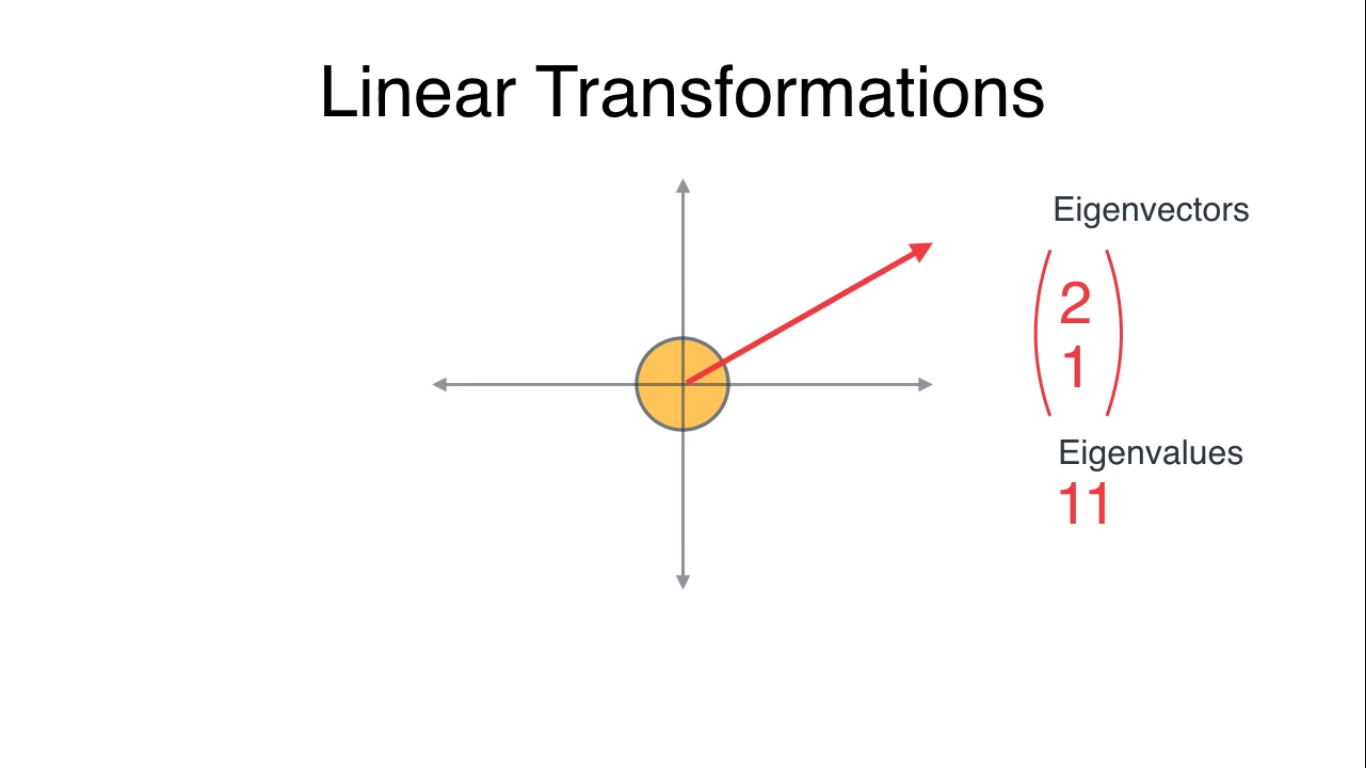 Linear Transformations
Eigenvectors
2
1
Eigenvalues
11